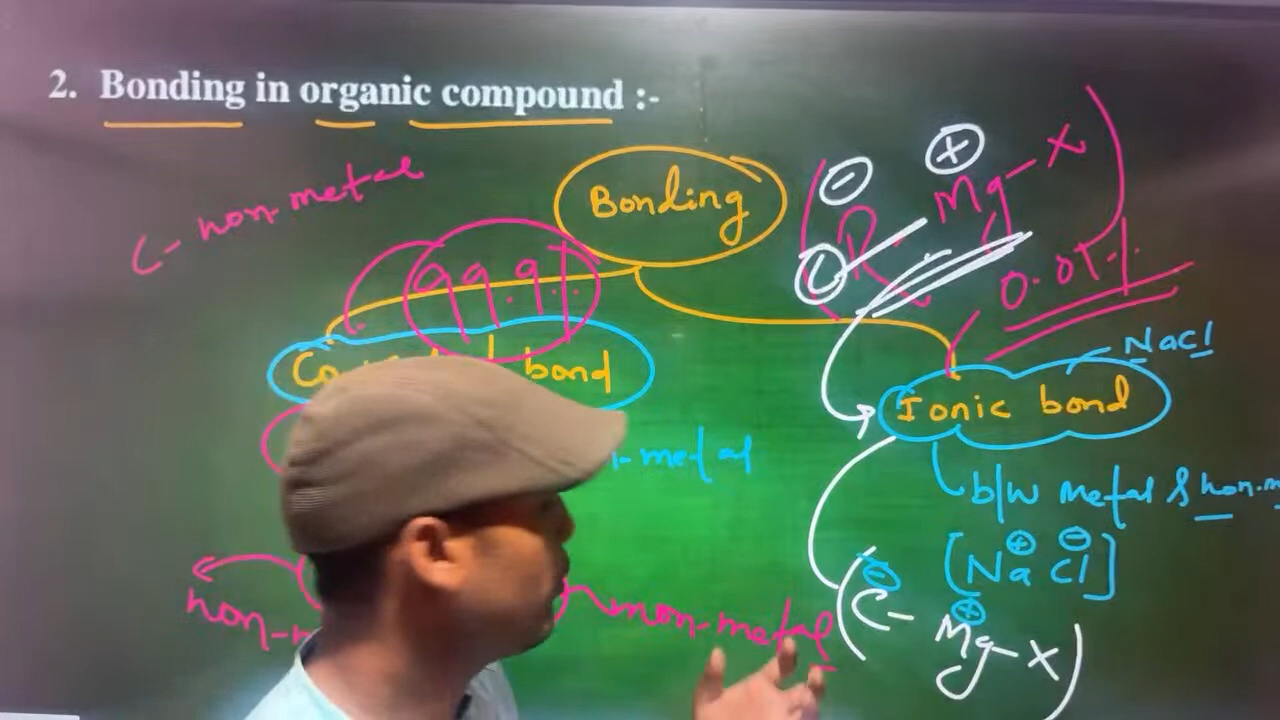 2. Bonding in organic compound :-
C - non-metal
Bonding
99.9%
R - Mg - X
C
0.01%
bond
NaCl
Ionic bond
b/w metal & non-m
[Na⊕ Cl⊖]
non-
non-metal
(C - Mg - X)